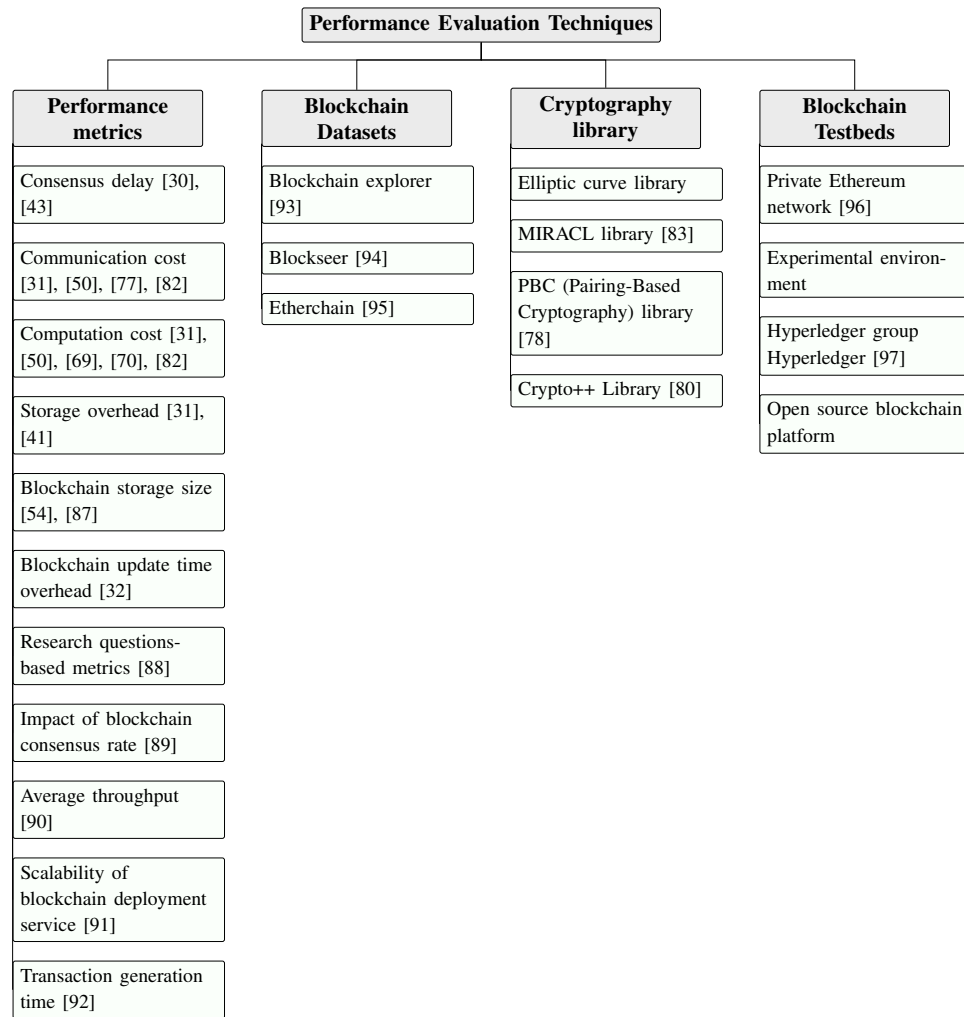 Performance Evaluation Techniques
Performance
metrics
Consensus delay [30],
[43]
Communication cost
[31], [50], [77], [82]
Computation cost [31],
[50], [69], [70], [82]
Storage overhead [31],
[41]
Blockchain storage size
[54], [87]
Blockchain update time
overhead [32]
Research questions-
based metrics [88]
Impact of blockchain
consensus rate [89]
Average throughput
[90]
Scalability of
blockchain deployment
service [91]
Transaction generation
time [92]
Blockchain
Datasets
Blockchain explorer
[93]
Blockseer [94]
Etherchain [95]
Cryptography
library
Elliptic curve library
MIRACL library [83]
PBC (Pairing-Based
Cryptography) library
[78]
Crypto++ Library [80]
Blockchain
Testbeds
Private Ethereum
network [96]
Experimental environ-
ment
Hyperledger group
Hyperledger [97]
Open source blockchain
platform